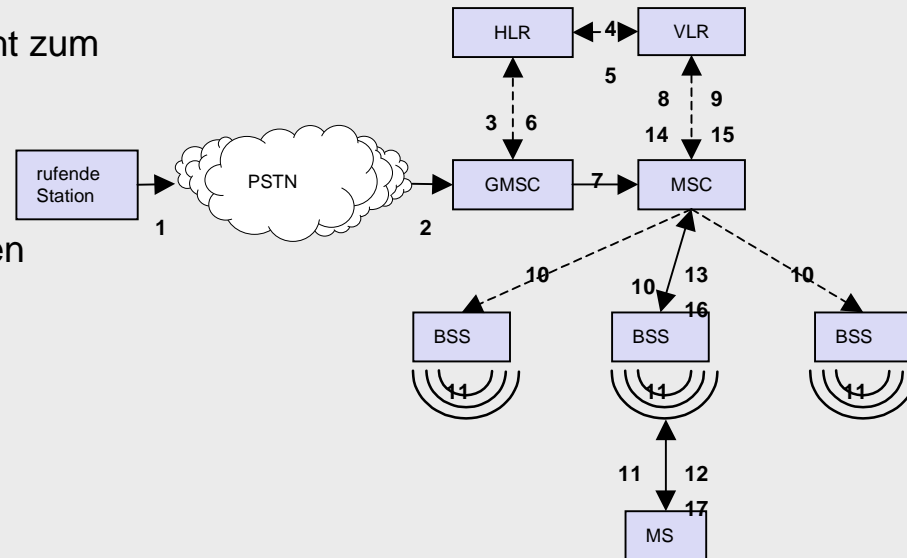 nt zum
en
HLR
4
VLR
5
3 6
8 9
14 15
rufende
Station
PSTN
GMSC
7
MSC
1
2
10
10
13
10
16
BSS
BSS
BSS
11
11
11
11
12
17
MS